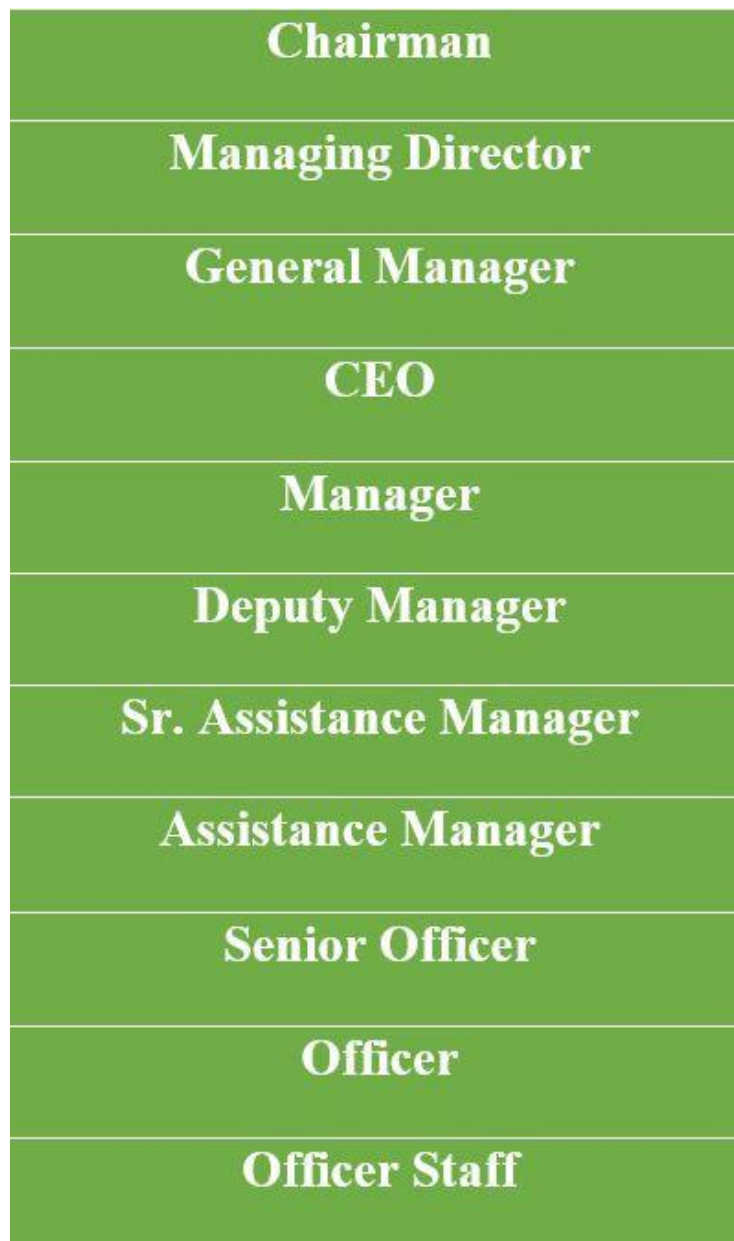 Chairman
Managing Director
General Manager
CEO
Manager
Deputy Manager
Sr. Assistance Manager
Assistance Manager
Senior Officer
Officer
Officer Staff